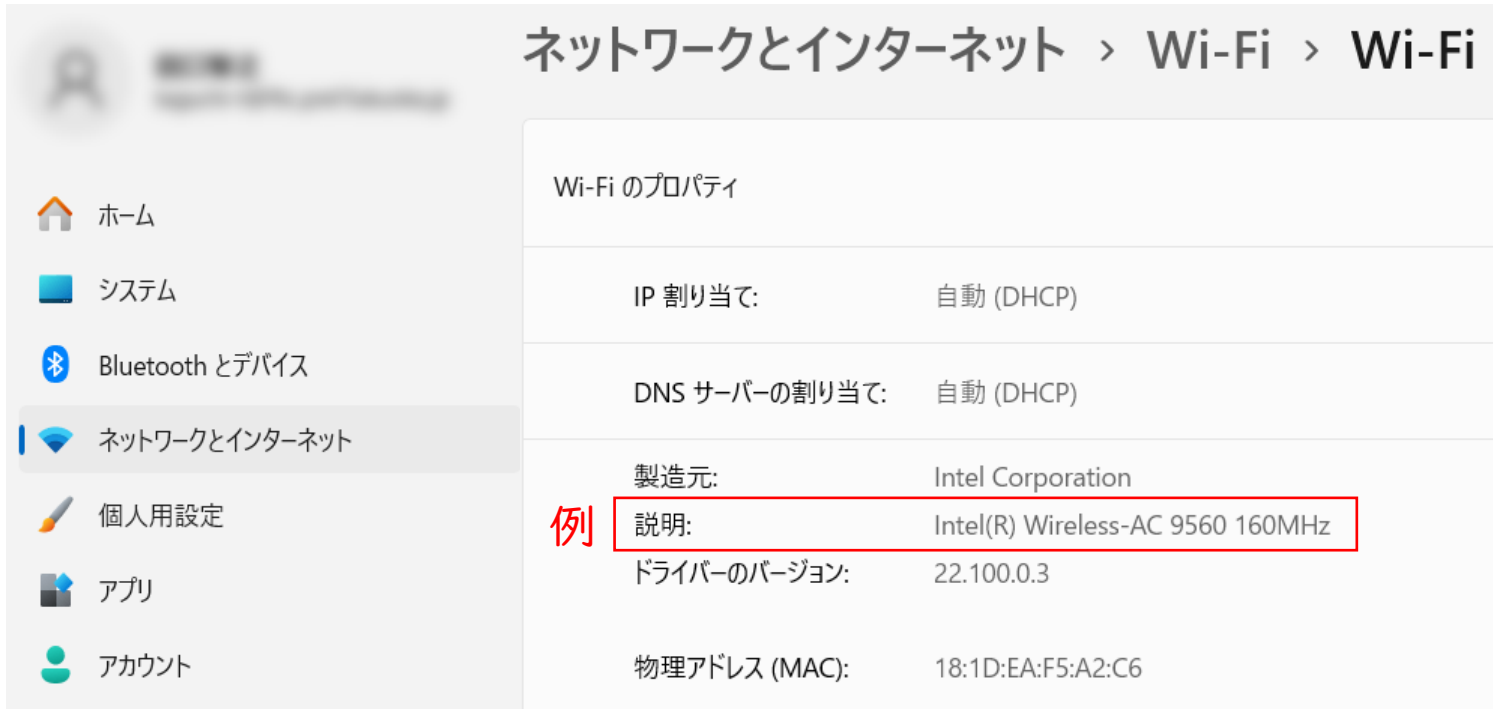 ネットワークとインターネット › Wi-Fi › Wi-Fi
ホーム
システム
Bluetooth とデバイス
ネットワークとインターネット
個人用設定
アプリ
アカウント
Wi-Fi のプロパティ
IP 割り当て: 自動 (DHCP)
DNS サーバーの割り当て: 自動 (DHCP)
製造元: Intel Corporation
例 説明: Intel(R) Wireless-AC 9560 160MHz
ドライバーのバージョン: 22.100.0.3
物理アドレス (MAC): 18:1D:EA:F5:A2:C6